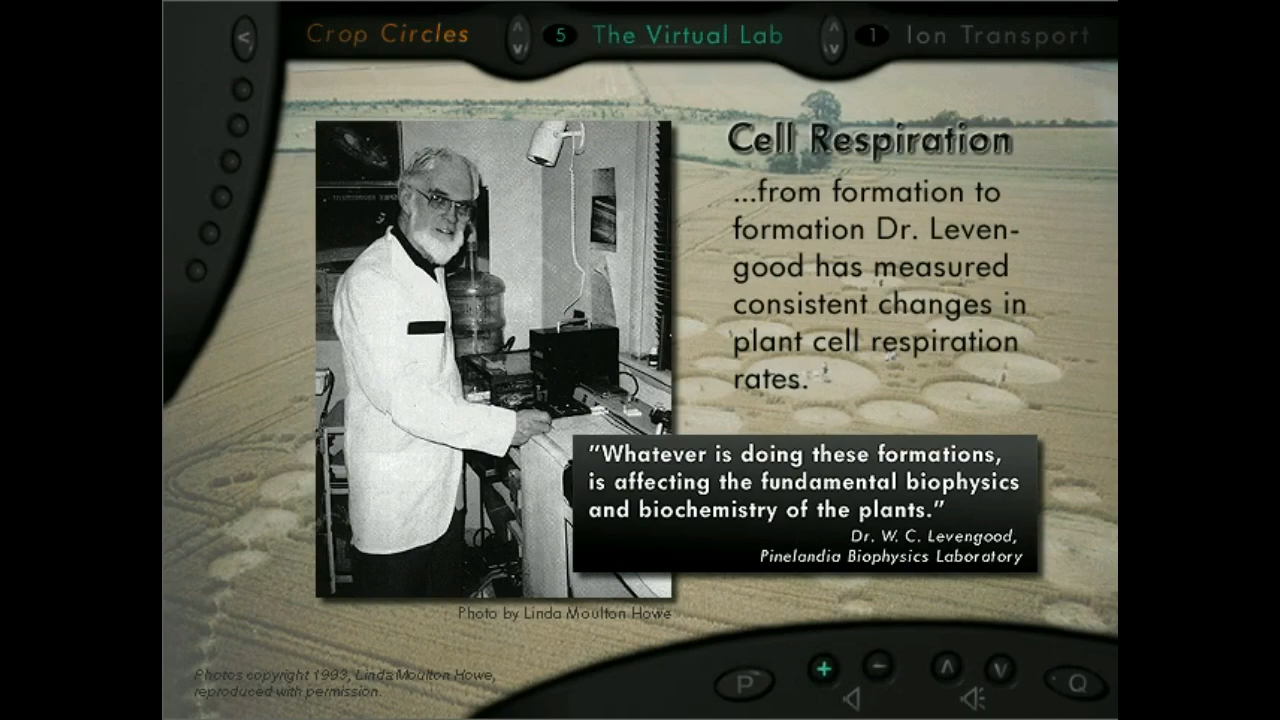 <
Crop Circles
5
The Virtual Lab
1
Ion Transport
Cell Respiration
...from formation to
formation Dr. Leven-
good has measured
consistent changes in
plant cell respiration
rates.
"Whatever is doing these formations,
is affecting the fundamental biophysics
and biochemistry of the plants."
Dr. W. C. Levengood,
Pinelandia Biophysics Laboratory
Photo by Linda Moulton Howe
Photos copyright 1993, Linda Moulton Howe,
reproduced with permission.
P
+
−
Q